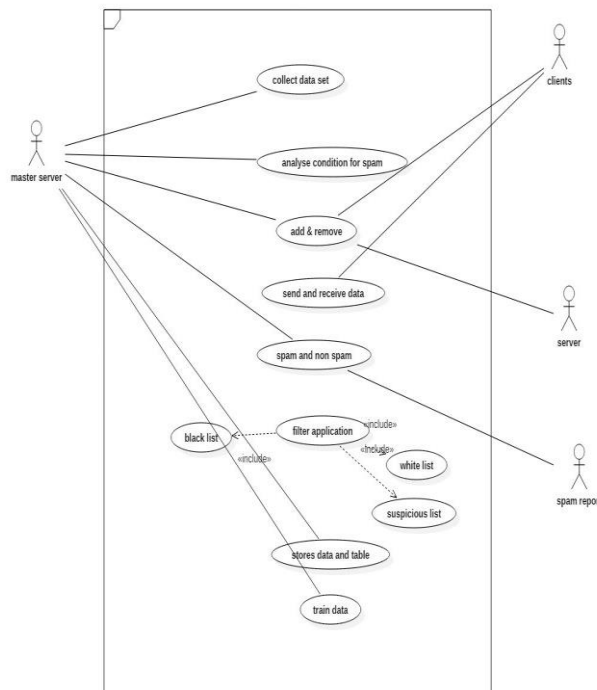 collect data set
clients
master server
analyse condition for spam
add & remove
send and receive data
server
spam and non spam
filter application
«include»
black list
«include»
«include»
white list
spam repor
suspicious list
stores data and table
train data